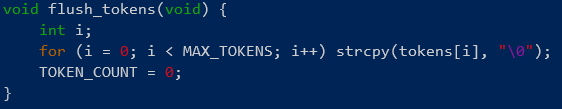 void flush_tokens(void) {
    int i;
    for (i = 0; i < MAX_TOKENS; i++) strcpy(tokens[i], "\0");
    TOKEN_COUNT = 0;
}